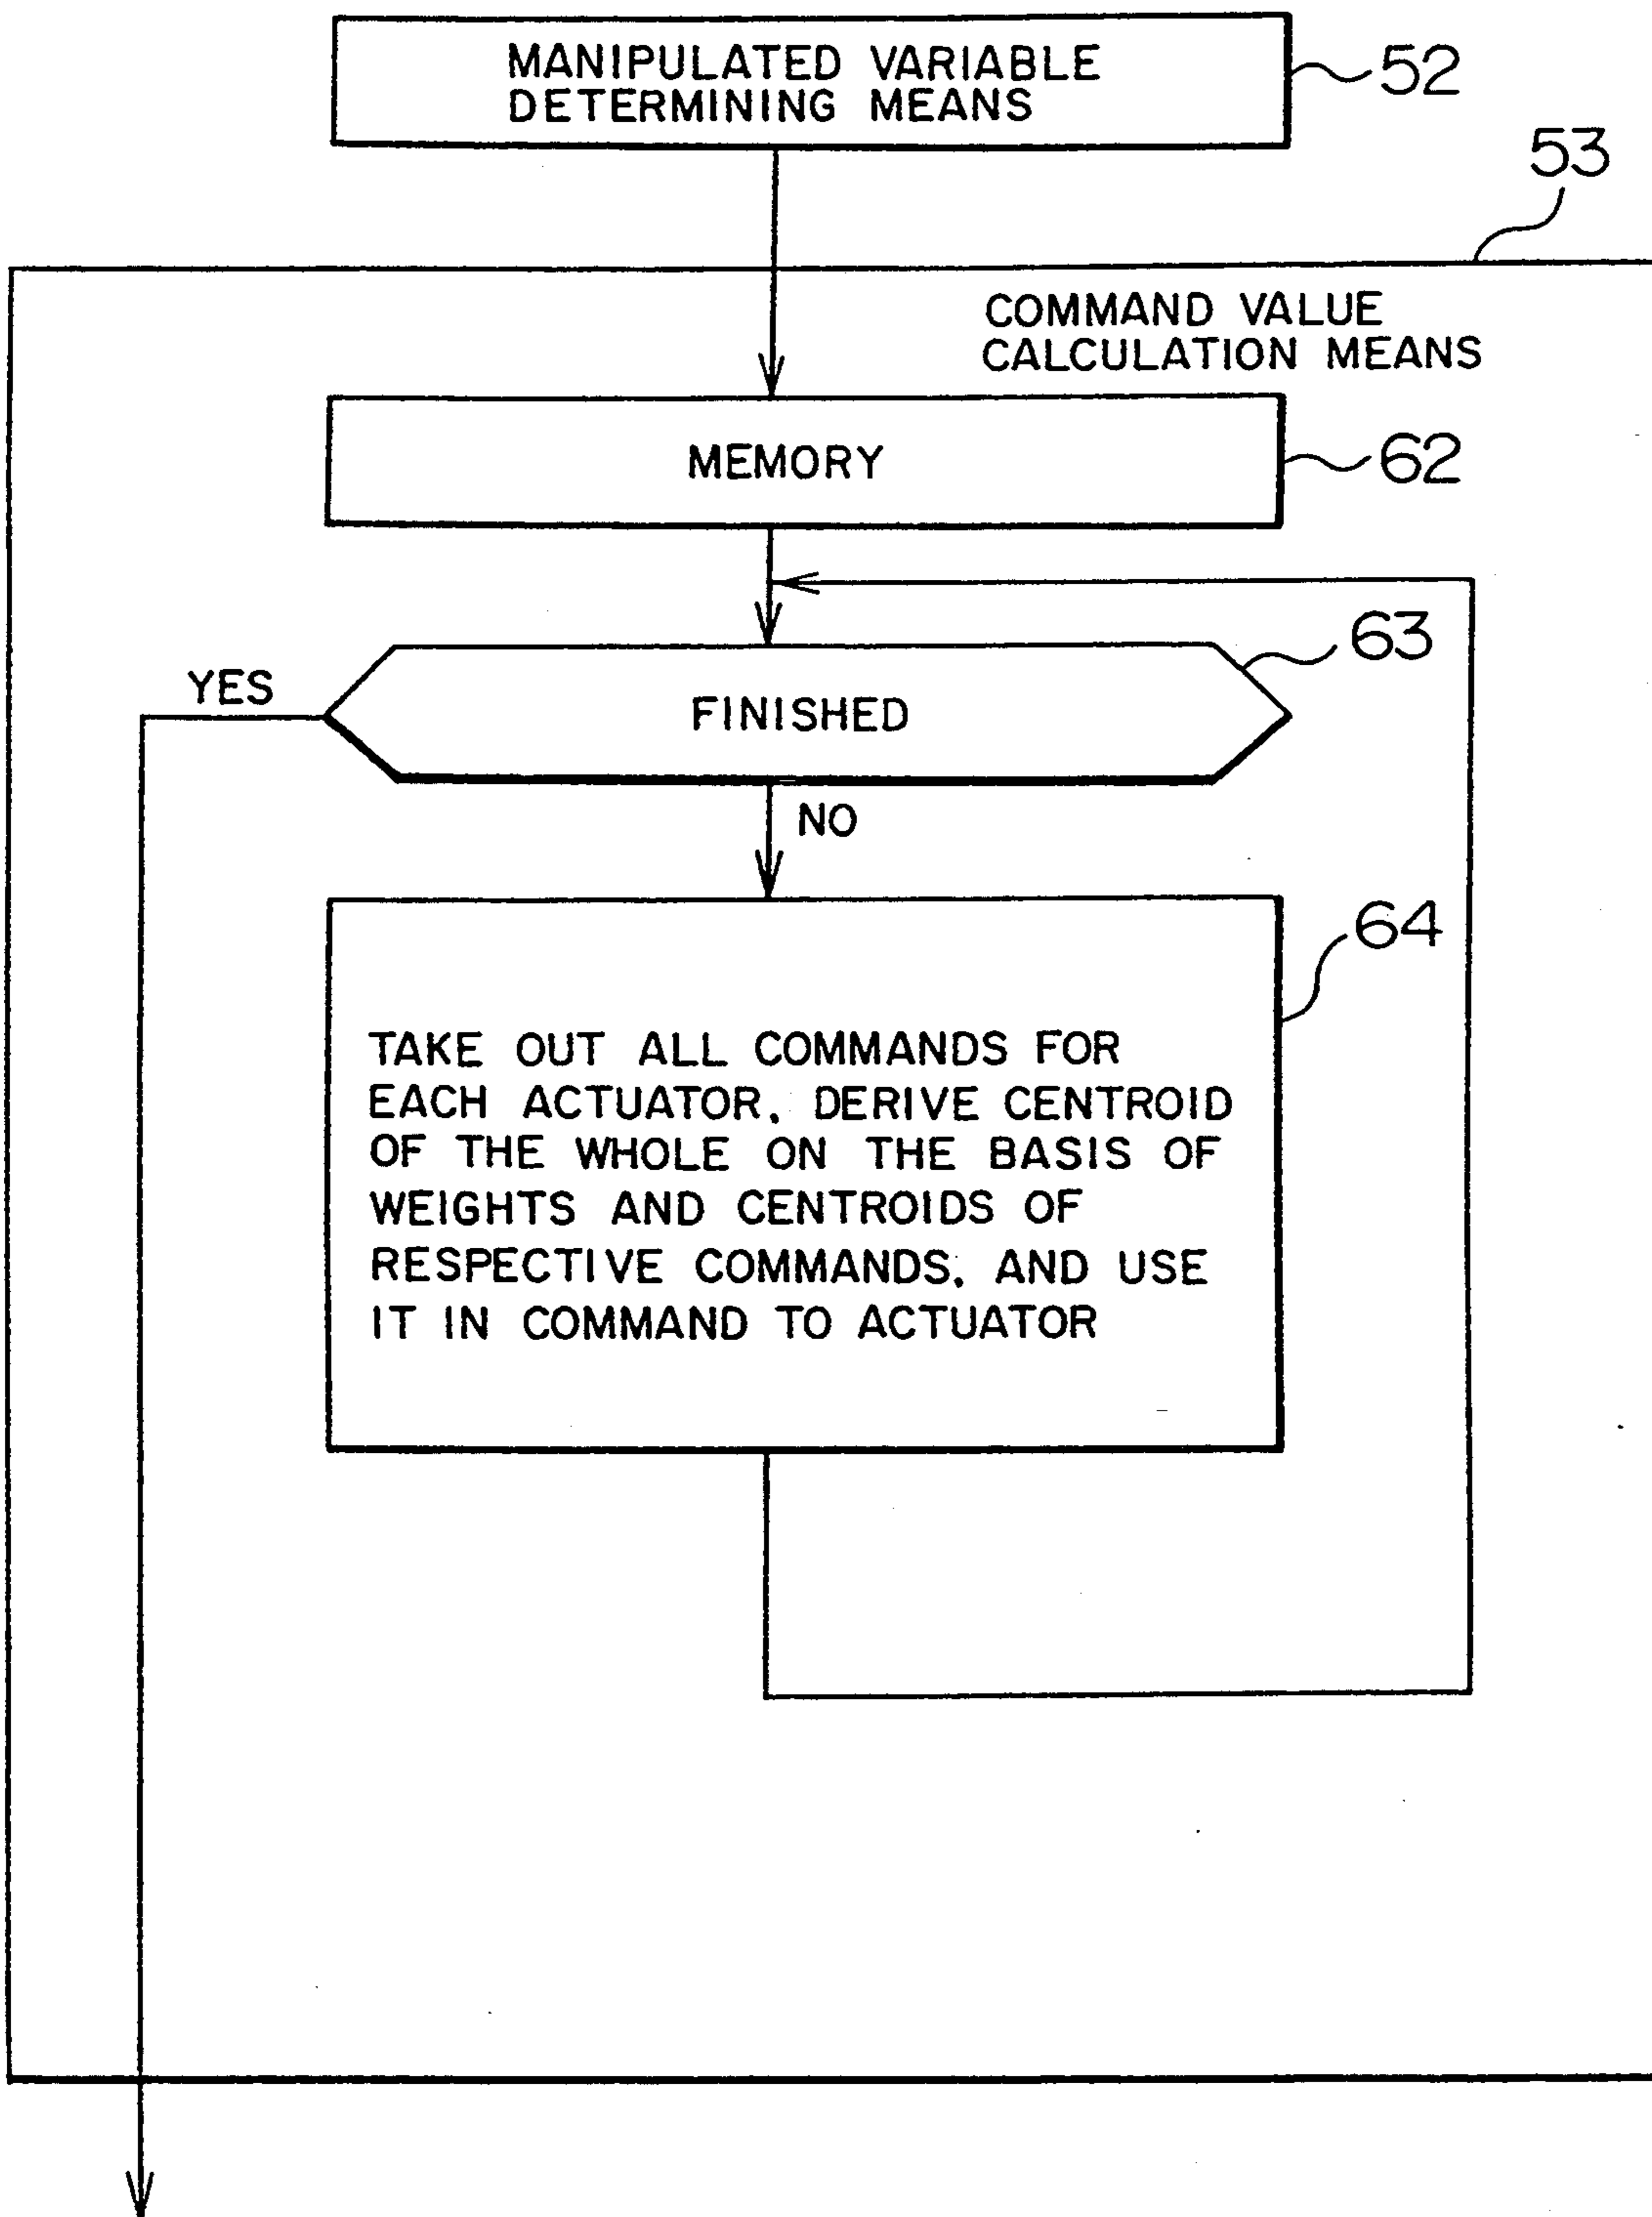 MANIPULATED VARIABLE
DETERMINING MEANS
52
53
COMMAND VALUE
CALCULATION MEANS
MEMORY
62
63
YES
FINISHED
NO
64
TAKE OUT ALL COMMANDS FOR
EACH ACTUATOR, DERIVE CENTROID
OF THE WHOLE ON THE BASIS OF
WEIGHTS AND CENTROIDS OF
RESPECTIVE COMMANDS, AND USE
IT IN COMMAND TO ACTUATOR